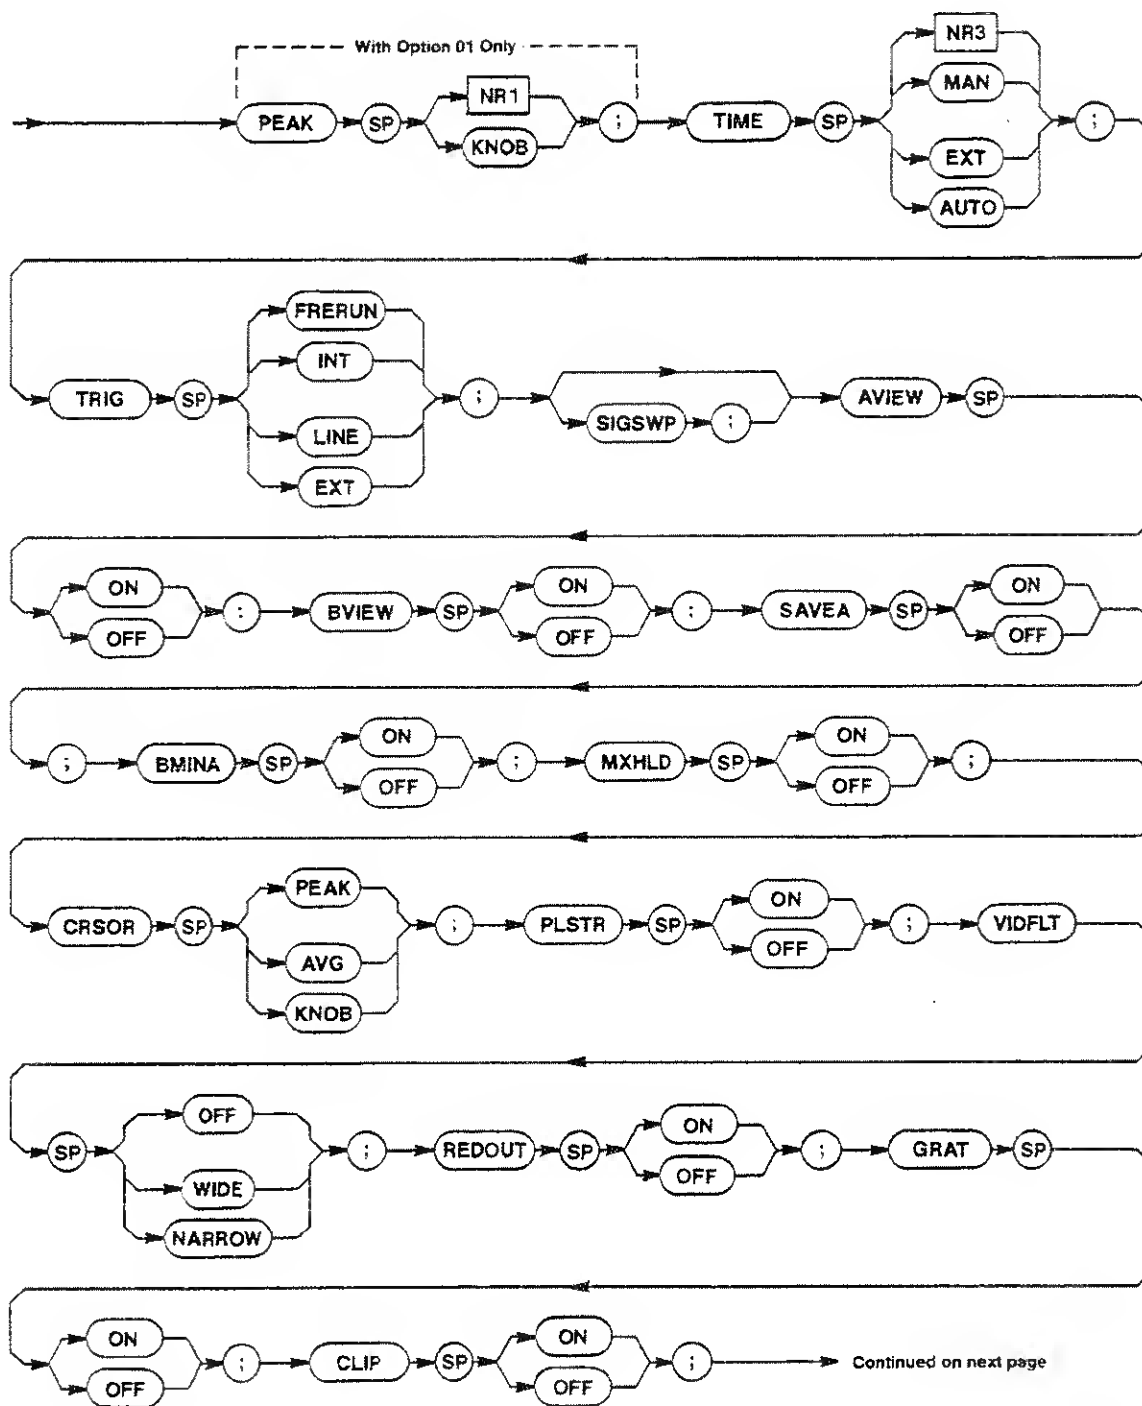 With Option 01 Only
PEAK SP NR1 KNOB ; TIME SP NR3 MAN EXT AUTO ;
TRIG SP FRERUN INT LINE EXT ; SIGSWP ; AVIEW SP
ON OFF ; BVIEW SP ON OFF ; SAVEA SP ON OFF
; BMINA SP ON OFF ; MXHLD SP ON OFF ;
CRSOR SP PEAK AVG KNOB ; PLSTR SP ON OFF ; VIDFLT
SP OFF WIDE NARROW ; REDOUT SP ON OFF ; GRAT SP
ON OFF ; CLIP SP ON OFF ; Continued on next page